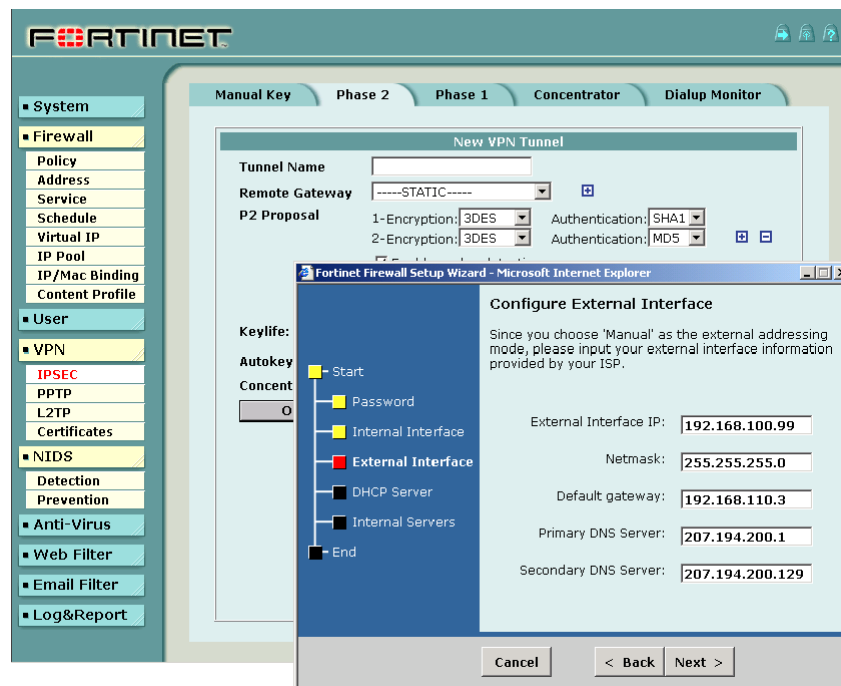 FORTINET
Manual Key Phase 2 Phase 1 Concentrator Dialup Monitor
System
Firewall
Policy
Address
Service
Schedule
Virtual IP
IP Pool
IP/Mac Binding
Content Profile
User
VPN
IPSEC
PPTP
L2TP
Certificates
NIDS
Detection
Prevention
Anti-Virus
Web Filter
Email Filter
Log&Report
New VPN Tunnel
Tunnel Name
Remote Gateway -----STATIC-----
P2 Proposal 1-Encryption: 3DES Authentication: SHA1
2-Encryption: 3DES Authentication: MD5
Keylife:
Autokey
Concent
O
Fortinet Firewall Setup Wizard - Microsoft Internet Explorer
Start
Password
Internal Interface
External Interface
DHCP Server
Internal Servers
End
Configure External Interface
Since you choose 'Manual' as the external addressing
mode, please input your external interface information
provided by your ISP.
External Interface IP: 192.168.100.99
Netmask: 255.255.255.0
Default gateway: 192.168.110.3
Primary DNS Server: 207.194.200.1
Secondary DNS Server: 207.194.200.129
Cancel < Back Next >